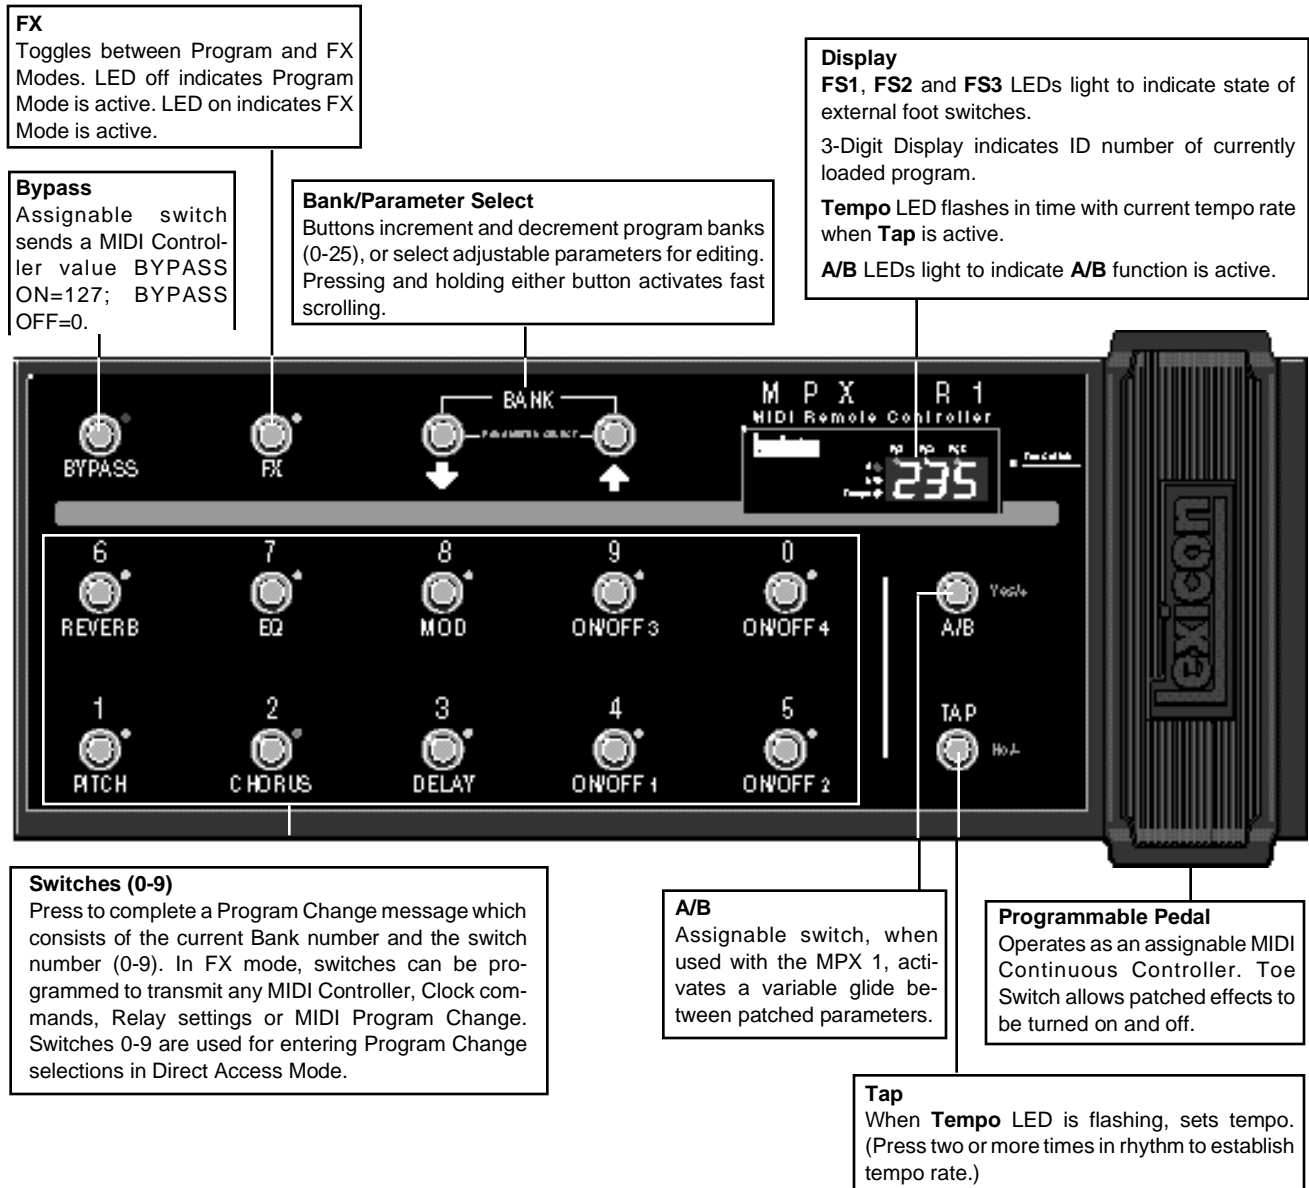 FX
Toggles between Program and FX
Modes. LED off indicates Program
Mode is active. LED on indicates FX
Mode is active.
Bypass
Assignable switch
sends a MIDI Control-
ler value BYPASS
ON=127; BYPASS
OFF=0.
Bank/Parameter Select
Buttons increment and decrement program banks
(0-25), or select adjustable parameters for editing.
Pressing and holding either button activates fast
scrolling.
Display
FS1, FS2 and FS3 LEDs light to indicate state of
external foot switches.
3-Digit Display indicates ID number of currently
loaded program.
Tempo LED flashes in time with current tempo rate
when Tap is active.
A/B LEDs light to indicate A/B function is active.
BANK
MPX R1
MIDI Remote Controller
BYPASS
FX
235
6 7 8 9 0
REVERB EQ MOD ON/OFF 3 ON/OFF 4
A/B
Yes/+
1 2 3 4 5
PITCH CHORUS DELAY ON/OFF 1 ON/OFF 2
TAP
No/-
lexicon
Switches (0-9)
Press to complete a Program Change message which
consists of the current Bank number and the switch
number (0-9). In FX mode, switches can be pro-
grammed to transmit any MIDI Controller, Clock com-
mands, Relay settings or MIDI Program Change.
Switches 0-9 are used for entering Program Change
selections in Direct Access Mode.
A/B
Assignable switch, when
used with the MPX 1, acti-
vates a variable glide be-
tween patched parameters.
Programmable Pedal
Operates as an assignable MIDI
Continuous Controller. Toe
Switch allows patched effects to
be turned on and off.
Tap
When Tempo LED is flashing, sets tempo.
(Press two or more times in rhythm to establish
tempo rate.)